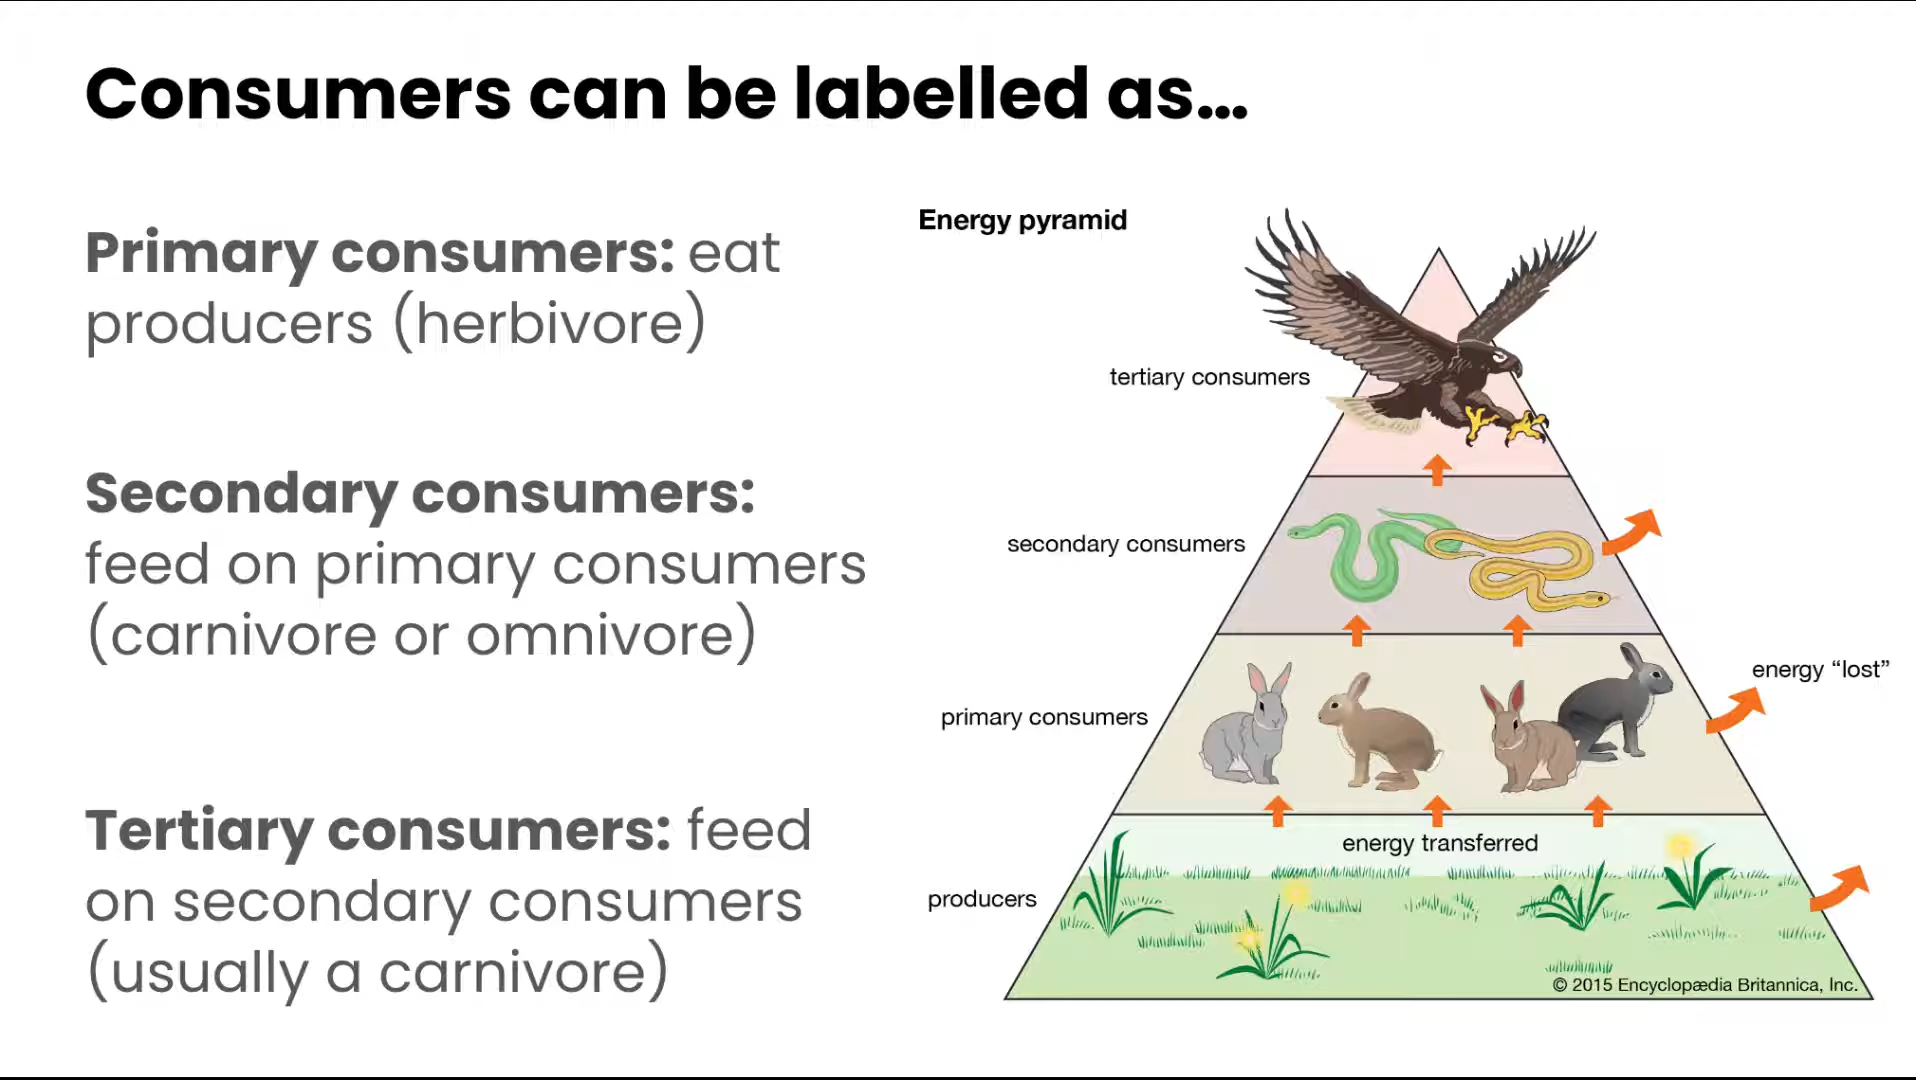 Consumers can be labelled as...
Primary consumers: eat
producers (herbivore)
Secondary consumers:
feed on primary consumers
(carnivore or omnivore)
Tertiary consumers: feed
on secondary consumers
(usually a carnivore)
Energy pyramid
tertiary consumers
secondary consumers
energy “lost”
primary consumers
energy transferred
producers
© 2015 Encyclopædia Britannica, Inc.